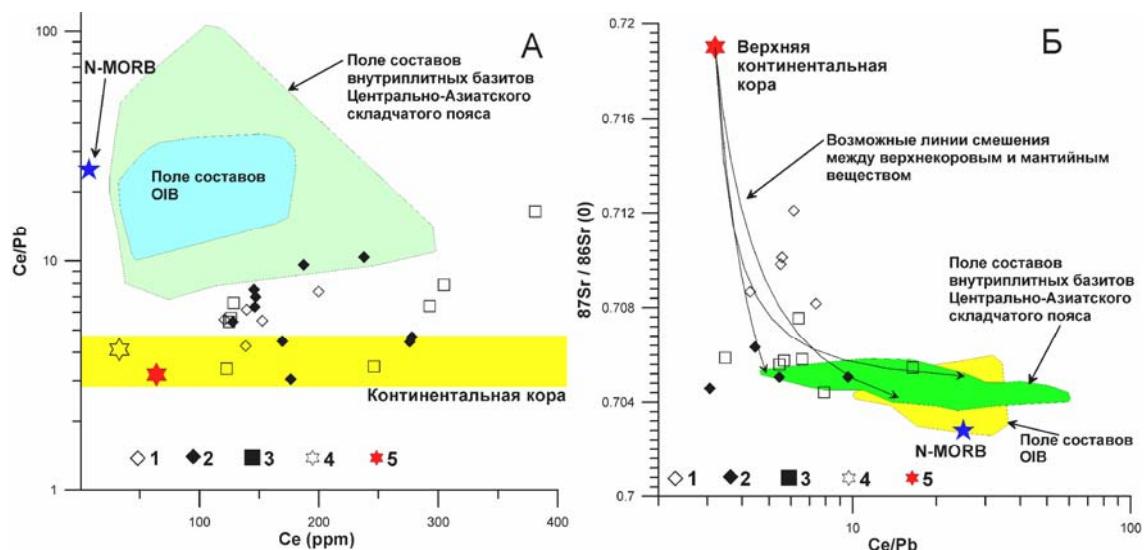 А
100
10
1
Ce/Pb
N-MORB
Поле составов
внутриплитных базитов
Центрально-Азиатского
складчатого пояса
Поле составов
OIB
Континентальная кора
1 2 3 4 5
100 200 300 400
Ce (ppm)
Б
0.72
0.716
0.712
0.708
0.704
0.7
87Sr / 86Sr (0)
Верхняя
континентальная
кора
Возможные линии смешения
между верхнекоровым и мантийным
веществом
Поле составов
внутриплитных базитов
Центрально-Азиатского
складчатого пояса
N-MORB
Поле составов
OIB
1 2 3 4 5
10 100
Ce/Pb